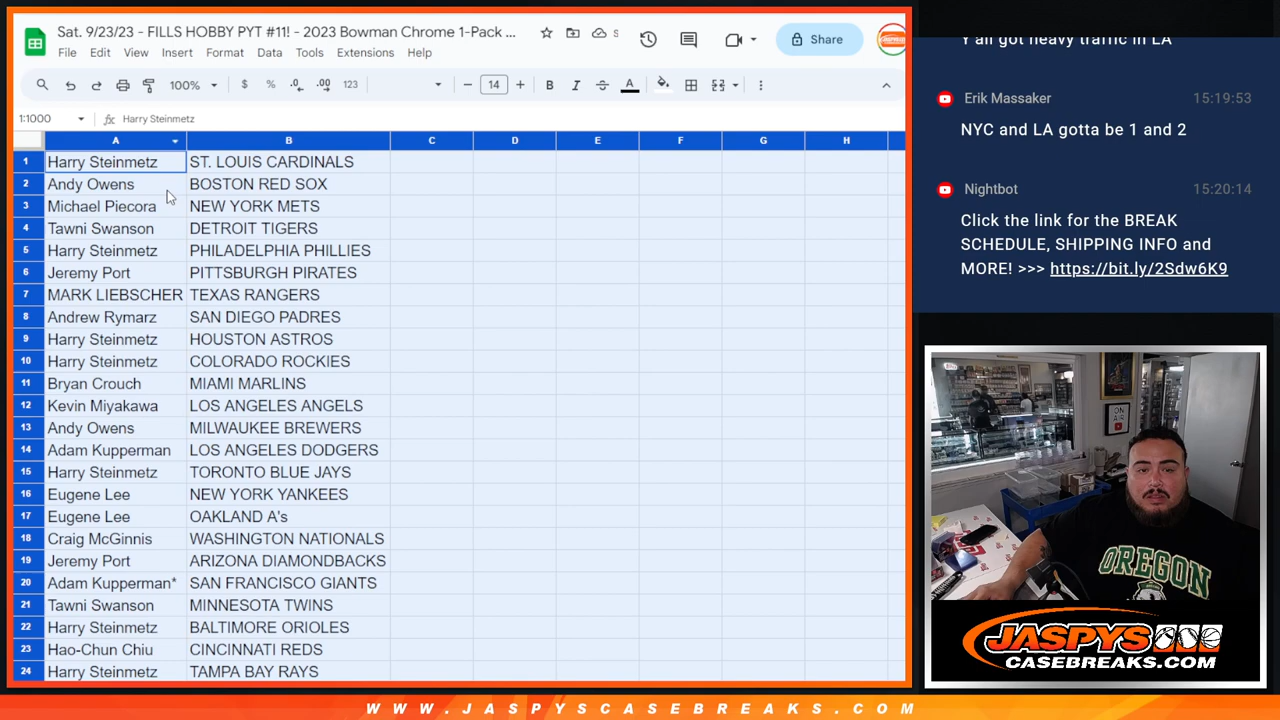 Sat. 9/23/23 - FILLS HOBBY PYT #11! - 2023 Bowman Chrome 1-Pack ...
S
Share
File Edit View Insert Format Data Tools Extensions Help
100% $ % .0 .00 123 14 B I A
1:1000 fx Harry Steinmetz
A B C D E F G H
1 Harry Steinmetz ST. LOUIS CARDINALS
2 Andy Owens BOSTON RED SOX
3 Michael Piecora NEW YORK METS
4 Tawni Swanson DETROIT TIGERS
5 Harry Steinmetz PHILADELPHIA PHILLIES
6 Jeremy Port PITTSBURGH PIRATES
7 MARK LIEBSCHER TEXAS RANGERS
8 Andrew Rymarz SAN DIEGO PADRES
9 Harry Steinmetz HOUSTON ASTROS
10 Harry Steinmetz COLORADO ROCKIES
11 Bryan Crouch MIAMI MARLINS
12 Kevin Miyakawa LOS ANGELES ANGELS
13 Andy Owens MILWAUKEE BREWERS
14 Adam Kupperman LOS ANGELES DODGERS
15 Harry Steinmetz TORONTO BLUE JAYS
16 Eugene Lee NEW YORK YANKEES
17 Eugene Lee OAKLAND A's
18 Craig McGinnis WASHINGTON NATIONALS
19 Jeremy Port ARIZONA DIAMONDBACKS
20 Adam Kupperman* SAN FRANCISCO GIANTS
21 Tawni Swanson MINNESOTA TWINS
22 Harry Steinmetz BALTIMORE ORIOLES
23 Hao-Chun Chiu CINCINNATI REDS
24 Harry Steinmetz TAMPA BAY RAYS
Y'all got heavy traffic in LA
Erik Massaker 15:19:53
NYC and LA gotta be 1 and 2
Nightbot 15:20:14
Click the link for the BREAK
SCHEDULE, SHIPPING INFO and
MORE! >>> https://bit.ly/2Sdw6K9
ON
AIR
OREGON
JASPYS
CASEBREAKS.COM
WWW.JASPYSCASEBREAKS.COM